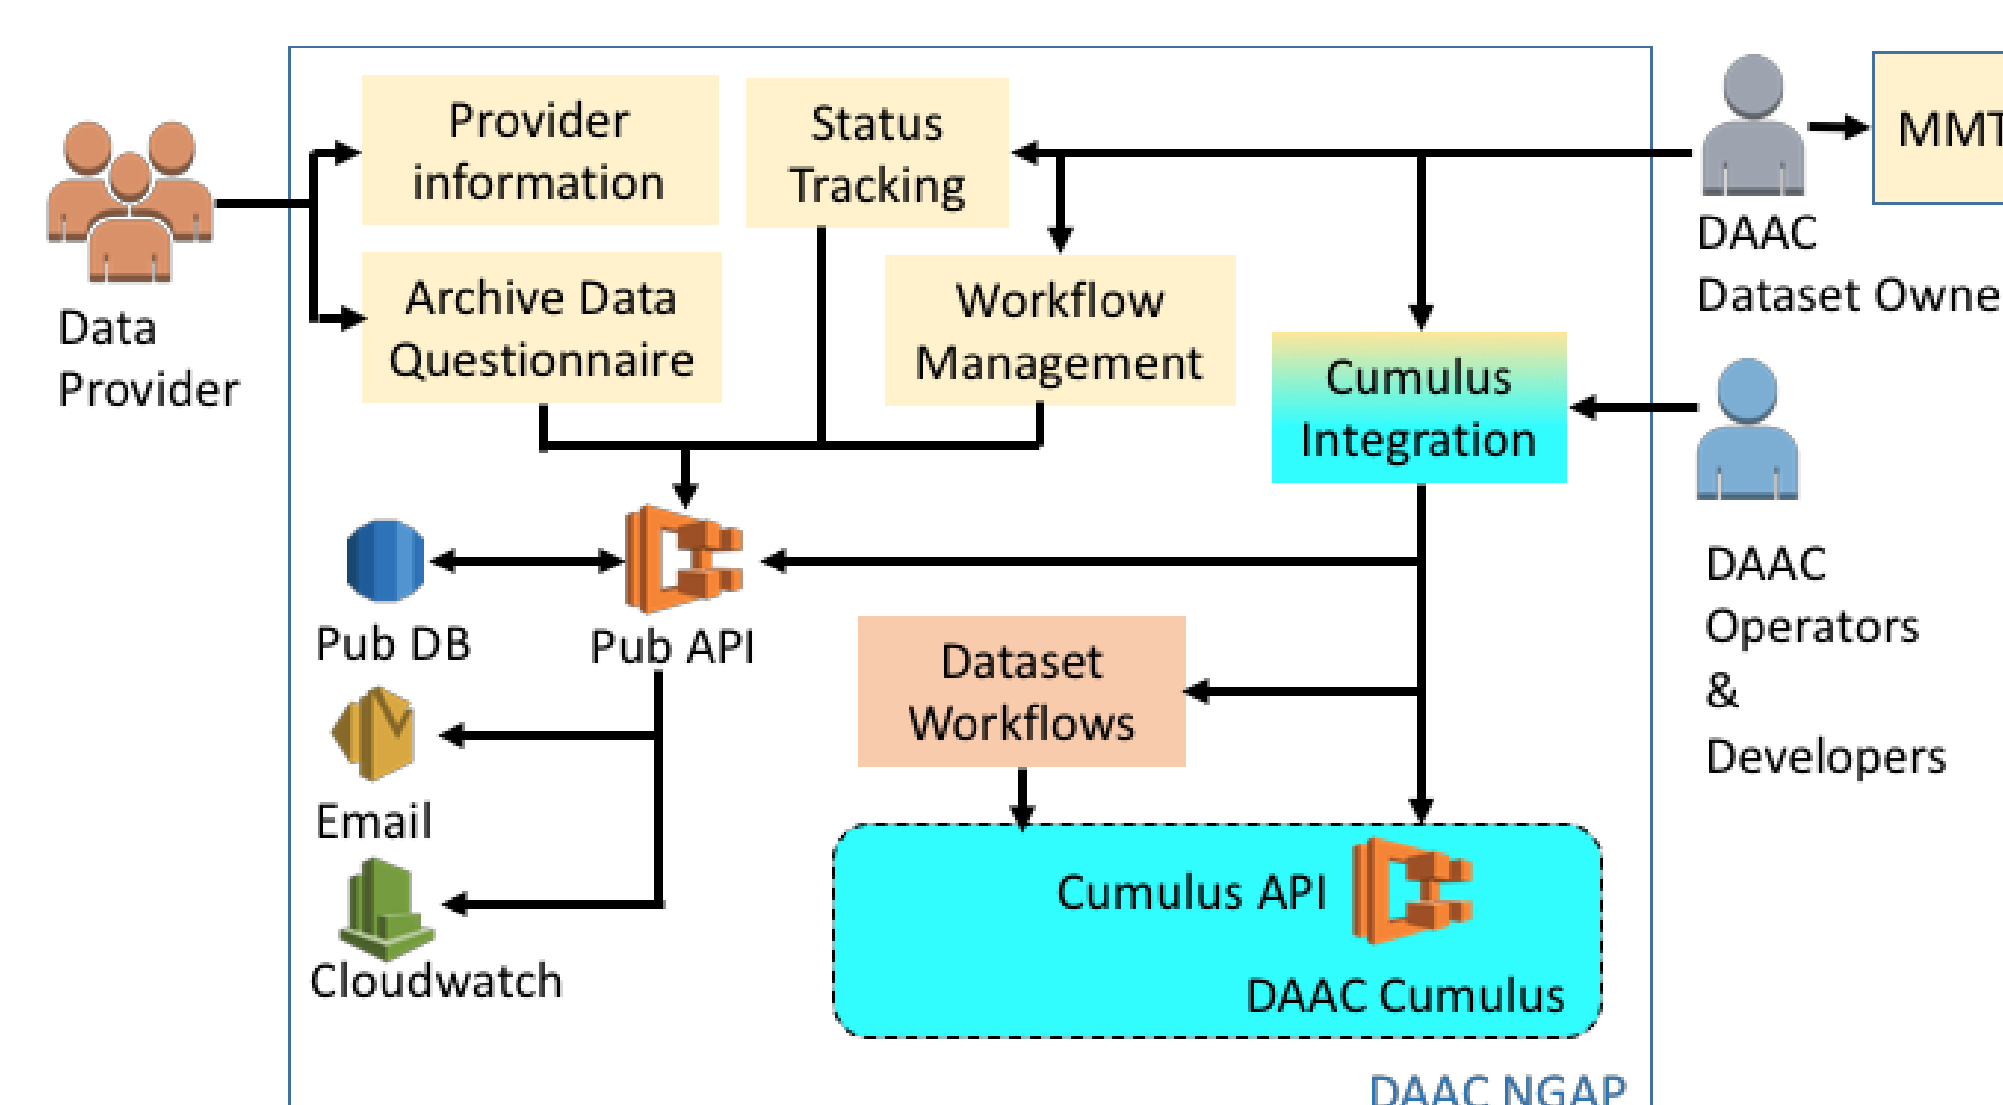 Provider
information
Status
Tracking
MMT
DAAC
Dataset Owne
Archive Data
Questionnaire
Workflow
Management
Data
Provider
Cumulus
Integration
DAAC
Operators
&
Developers
Pub DB
Pub API
Dataset
Workflows
Email
Cumulus API
Cloudwatch
DAAC Cumulus
DAAC NGAP